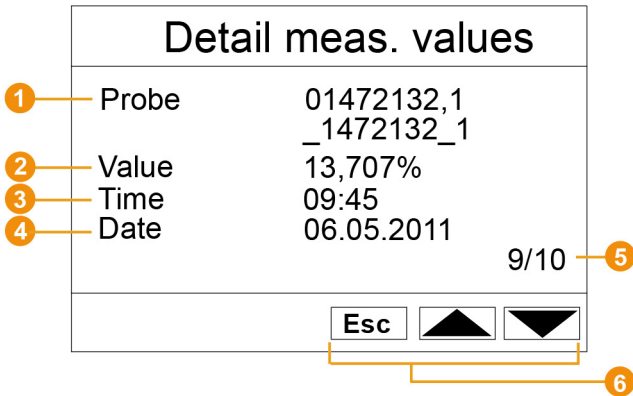 Detail meas. values
1 Probe 01472132,1
_1472132_1
2 Value 13,707%
3 Time 09:45
4 Date 06.05.2011
9/10 5
Esc
6